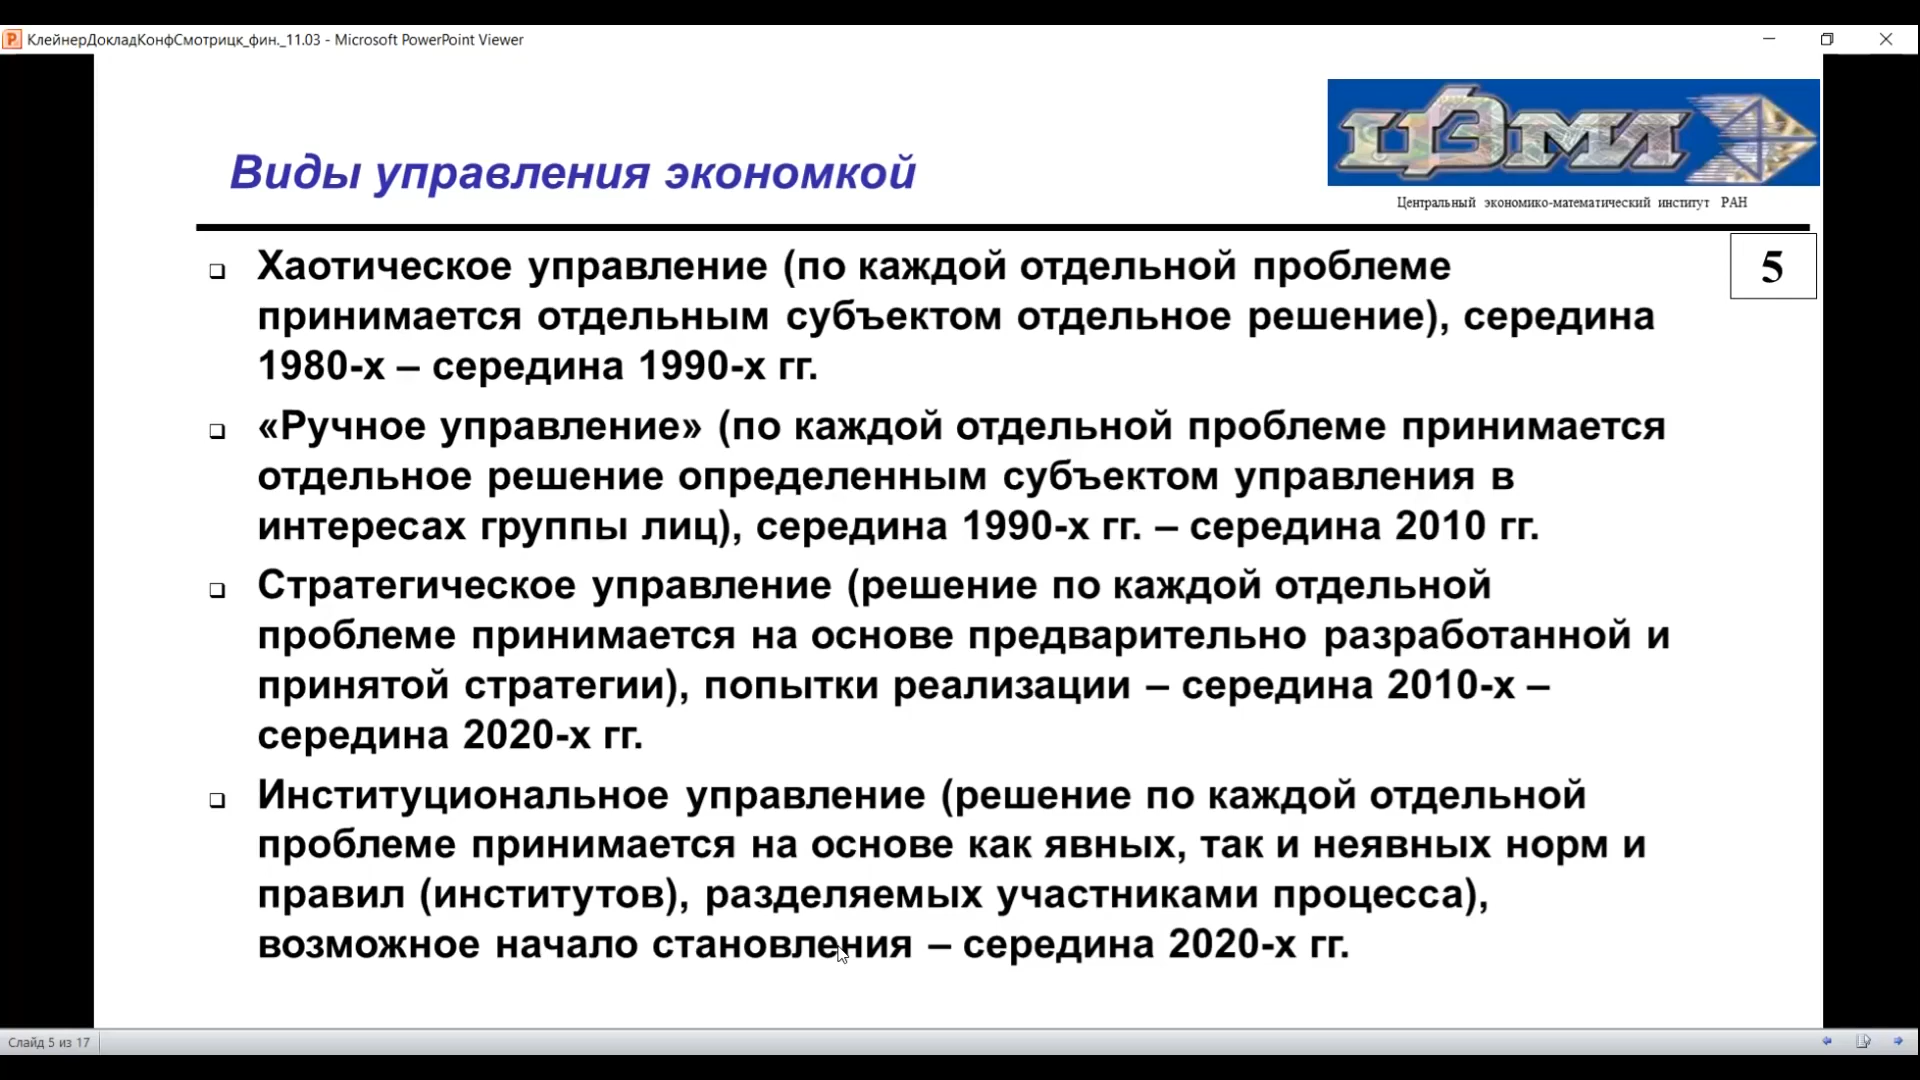 КлейнерДокладКонфСмотрицк_фин._11.03 - Microsoft PowerPoint Viewer
ЦЭМИ
Центральный экономико-математический институт РАН
Виды управления экономкой
5
Хаотическое управление (по каждой отдельной проблеме
принимается отдельным субъектом отдельное решение), середина
1980-х – середина 1990-х гг.
«Ручное управление» (по каждой отдельной проблеме принимается
отдельное решение определенным субъектом управления в
интересах группы лиц), середина 1990-х гг. – середина 2010 гг.
Стратегическое управление (решение по каждой отдельной
проблеме принимается на основе предварительно разработанной и
принятой стратегии), попытки реализации – середина 2010-х –
середина 2020-х гг.
Институциональное управление (решение по каждой отдельной
проблеме принимается на основе как явных, так и неявных норм и
правил (институтов), разделяемых участниками процесса),
возможное начало становления – середина 2020-х гг.
Слайд 5 из 17